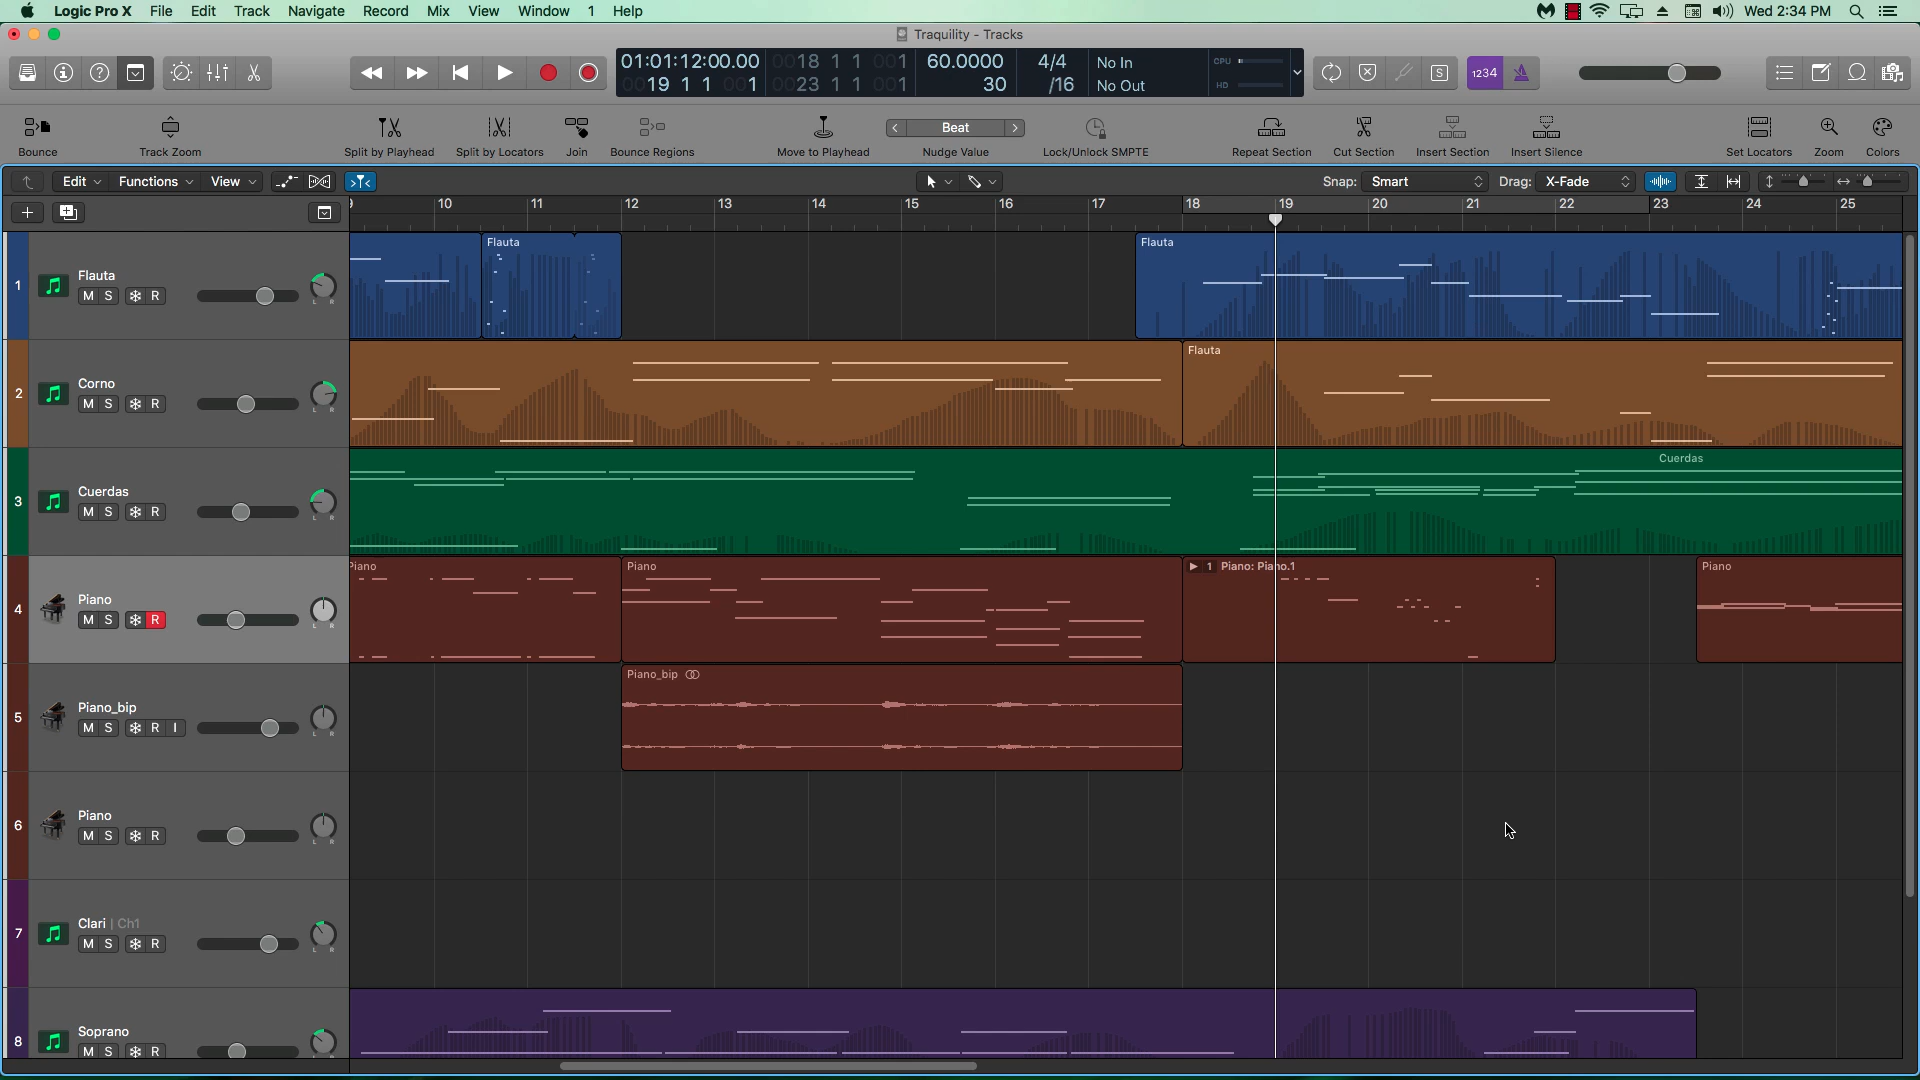 Logic Pro X File Edit Track Navigate Record Mix View Window 1 Help Wed 2:34 PM
Traquility - Tracks
01:01:12:00.00 0018 1 1 001 60.0000 4/4 No In CPU
0019 1 1 001 0023 1 1 001 30 /16 No Out HD
S 1234
Beat
Bounce Track Zoom Split by Playhead Split by Locators Join Bounce Regions Move to Playhead Nudge Value Lock/Unlock SMPTE Repeat Section Cut Section Insert Section Insert Silence Set Locators Zoom Colors
Edit Functions View Snap: Smart Drag: X-Fade
10 11 12 13 14 15 16 17 18 19 20 21 22 23 24 25
Flauta Flauta
1 Flauta
M S R
L R
Flauta
2 Corno
M S R
L R
Cuerdas
3 Cuerdas
M S R
L R
Piano Piano 1 Piano: Piano.1 Piano
4 Piano
M S R
L R
Piano_bip
5 Piano_bip
M S R I
L R
6 Piano
M S R
L R
7 Clari | Ch1
M S R
L R
8 Soprano
M S R
L R